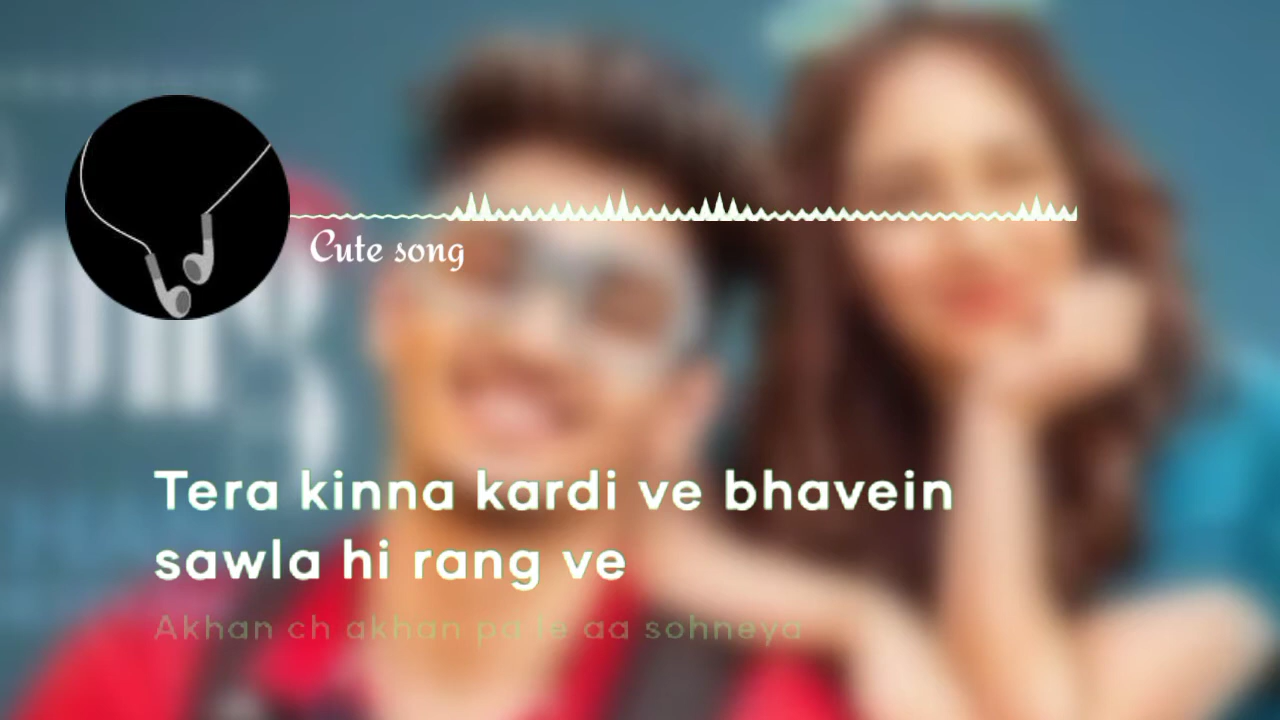 Cute song
Tera kinna kardi ve bhavein
sawla hi rang ve
Akhan ch akhan pa le aa sohneya